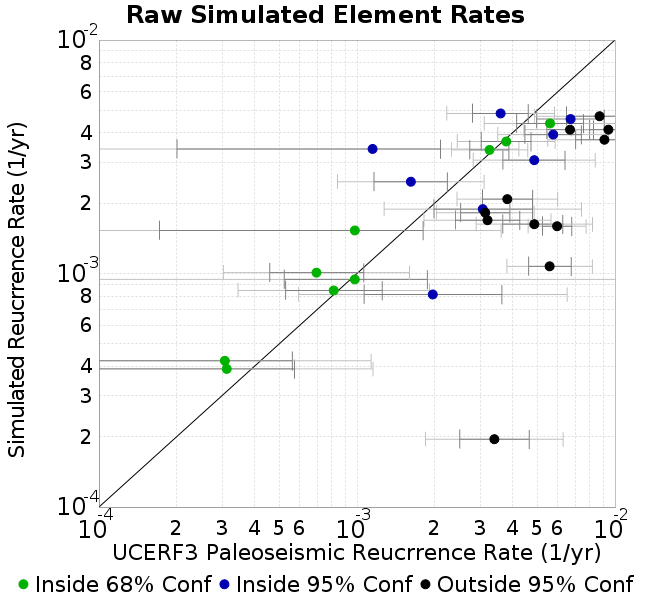 Raw Simulated Element Rates
Simulated Reucrrence Rate (1/yr)
10-2
8
6
4
3
2
10-3
8
6
4
3
2
10-4
10-4 2 3 4 5 6 10-3 2 3 4 5 6 10-2
UCERF3 Paleoseismic Reucrrence Rate (1/yr)
Inside 68% Conf Inside 95% Conf Outside 95% Conf